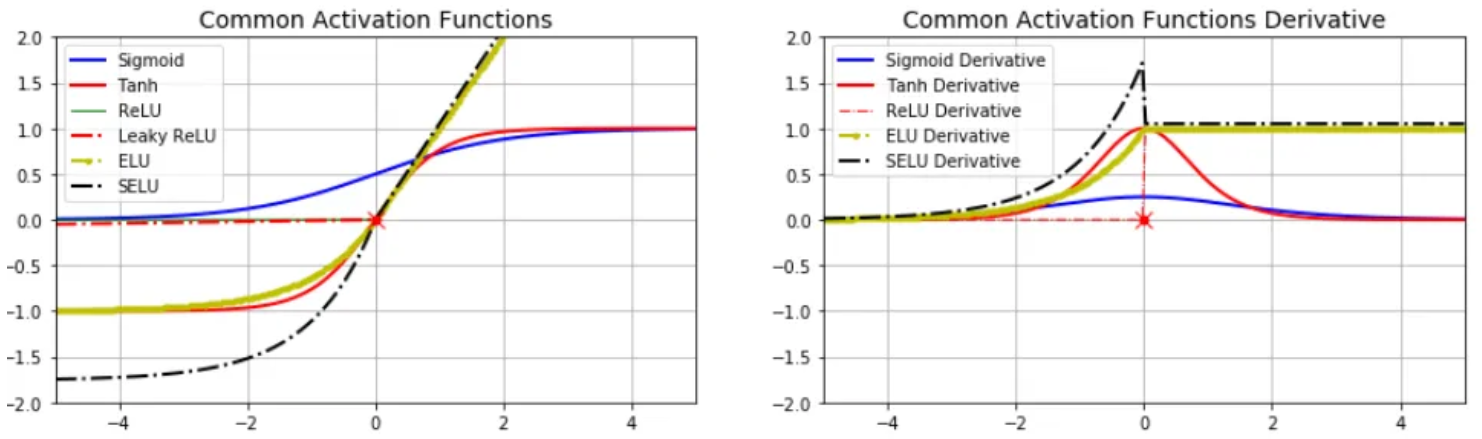 Common Activation Functions
2.0
1.5
1.0
0.5
0.0
−0.5
−1.0
−1.5
−2.0
Sigmoid
Tanh
ReLU
Leaky ReLU
ELU
SELU
−4 −2 0 2 4
Common Activation Functions Derivative
2.0
1.5
1.0
0.5
0.0
−0.5
−1.0
−1.5
−2.0
Sigmoid Derivative
Tanh Derivative
ReLU Derivative
ELU Derivative
SELU Derivative
−4 −2 0 2 4